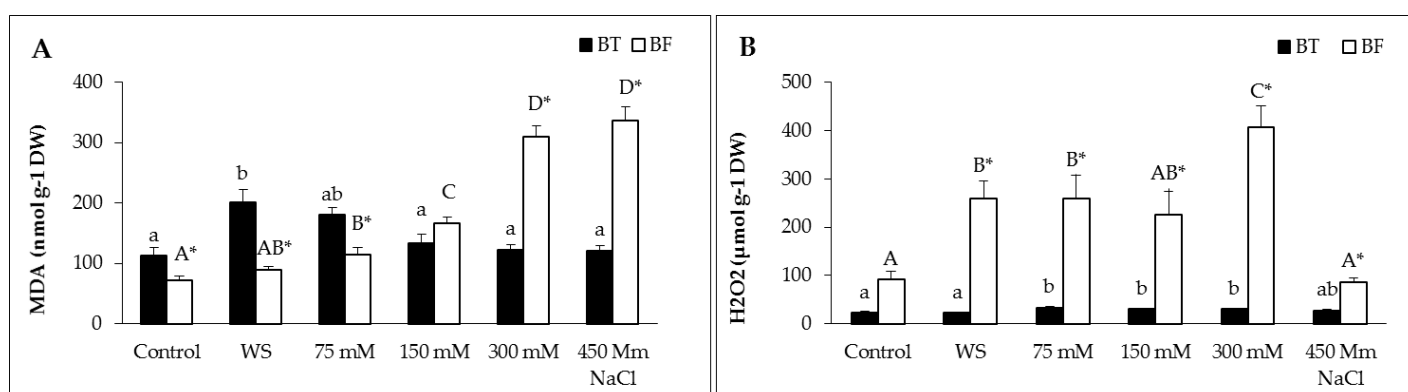 A
BT BF
MDA (nmol g-1 DW)
400
300
200
100
0
a
A*
b
AB*
ab
B*
a
C
a
D*
a
D*
Control
WS
75 mM
150 mM
300 mM
450 Mm
NaCl
B
BT BF
H2O2 (µmol g-1 DW)
500
400
300
200
100
0
a
A
a
B*
b
B*
b
AB*
b
C*
ab
A*
Control
WS
75 mM
150 mM
300 mM
450 Mm
NaCl